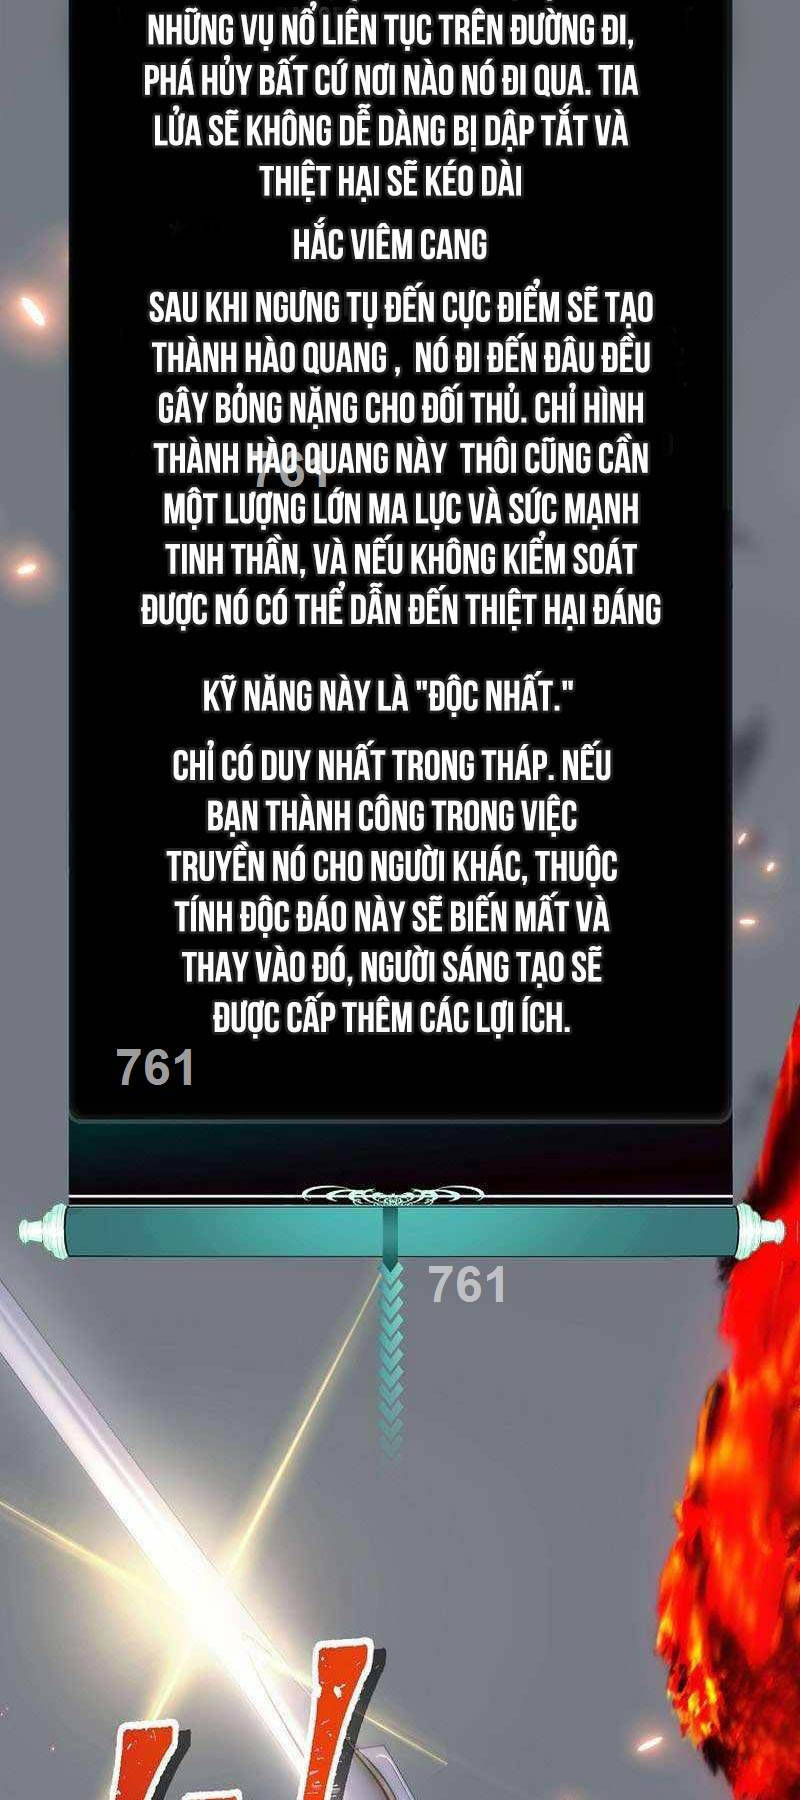 NHỮNG VỤ NỔ LIÊN TỤC TRÊN ĐƯỜNG ĐI,
PHÁ HỦY BẤT CỨ NƠI NÀO NÓ ĐI QUA. TIA
LỬA SẼ KHÔNG DỄ DÀNG BỊ DẬP TẮT VÀ
THIỆT HẠI SẼ KÉO DÀI
HẮC VIÊM CANG
SAU KHI NGƯNG TỤ ĐẾN CỰC ĐIỂM SẼ TẠO
THÀNH HÀO QUANG , NÓ ĐI ĐẾN ĐÂU ĐỀU
GÂY BỎNG NẶNG CHO ĐỐI THỦ. CHỈ HÌNH
THÀNH HÀO QUANG NÀY THÔI CŨNG CẦN
761
MỘT LƯỢNG LỚN MA LỰC VÀ SỨC MẠNH
TINH THẦN, VÀ NẾU KHÔNG KIỂM SOÁT
ĐƯỢC NÓ CÓ THỂ DẪN ĐẾN THIỆT HẠI ĐÁNG
KỸ NĂNG NÀY LÀ "ĐỘC NHẤT."
CHỈ CÓ DUY NHẤT TRONG THÁP. NẾU
BẠN THÀNH CÔNG TRONG VIỆC
TRUYỀN NÓ CHO NGƯỜI KHÁC, THUỘC
TÍNH ĐỘC ĐÁO NÀY SẼ BIẾN MẤT VÀ
THAY VÀO ĐÓ, NGƯỜI SÁNG TẠO SẼ
ĐƯỢC CẤP THÊM CÁC LỢI ÍCH.
761
761